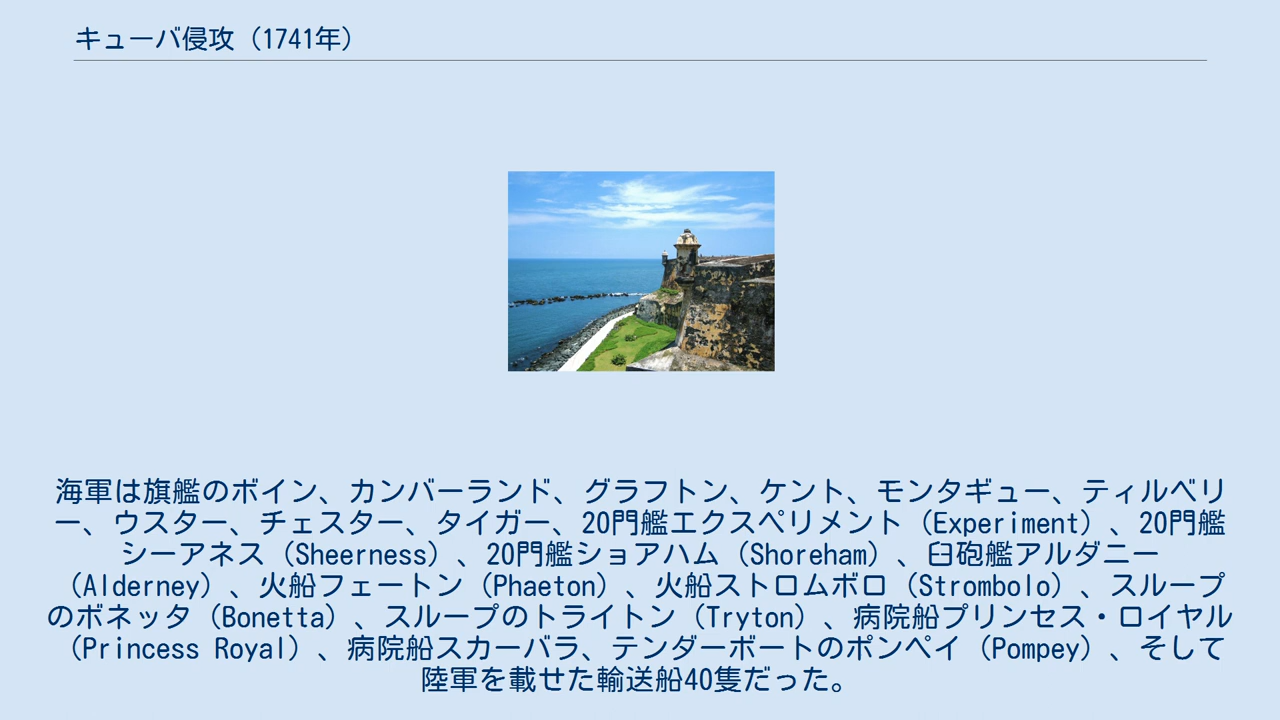 キューバ侵攻（1741年）
海軍は旗艦のボイン、カンバーランド、グラフトン、ケント、モンタギュー、ティルベリ
ー、ウスター、チェスター、タイガー、20門艦エクスペリメント（Experiment）、20門艦
シーアネス（Sheerness）、20門艦ショアハム（Shoreham）、臼砲艦アルダニー
（Alderney）、火船フェートン（Phaeton）、火船ストロムボロ（Strombolo）、スループ
のボネッタ（Bonetta）、スループのトライトン（Tryton）、病院船プリンセス・ロイヤル
（Princess Royal）、病院船スカーバラ、テンダーボートのポンペイ（Pompey）、そして
陸軍を載せた輸送船40隻だった。